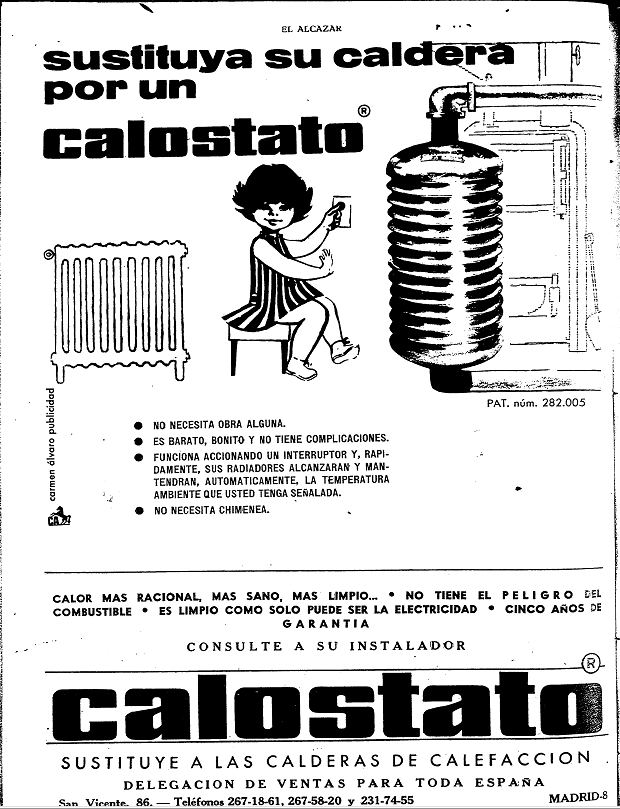 EL ALCAZAR
sustituya su caldera
por un
calostato®
PAT. núm. 282.005
carmen álvaro publicidad
CA
● NO NECESITA OBRA ALGUNA.
● ES BARATO, BONITO Y NO TIENE COMPLICACIONES.
● FUNCIONA ACCIONANDO UN INTERRUPTOR Y, RAPI-
DAMENTE, SUS RADIADORES ALCANZARAN Y MAN-
TENDRAN, AUTOMATICAMENTE, LA TEMPERATURA
AMBIENTE QUE USTED TENGA SEÑALADA.
● NO NECESITA CHIMENEA.
CALOR MAS RACIONAL, MAS SANO, MAS LIMPIO... • NO TIENE EL PELIGRO DEL
COMBUSTIBLE • ES LIMPIO COMO SOLO PUEDE SER LA ELECTRICIDAD • CINCO AÑOS DE
GARANTIA
CONSULTE A SU INSTALADOR
calostato®
SUSTITUYE A LAS CALDERAS DE CALEFACCION
DELEGACION DE VENTAS PARA TODA ESPAÑA
San Vicente, 86. — Teléfonos 267-18-61, 267-58-20 y 231-74-55 MADRID-8